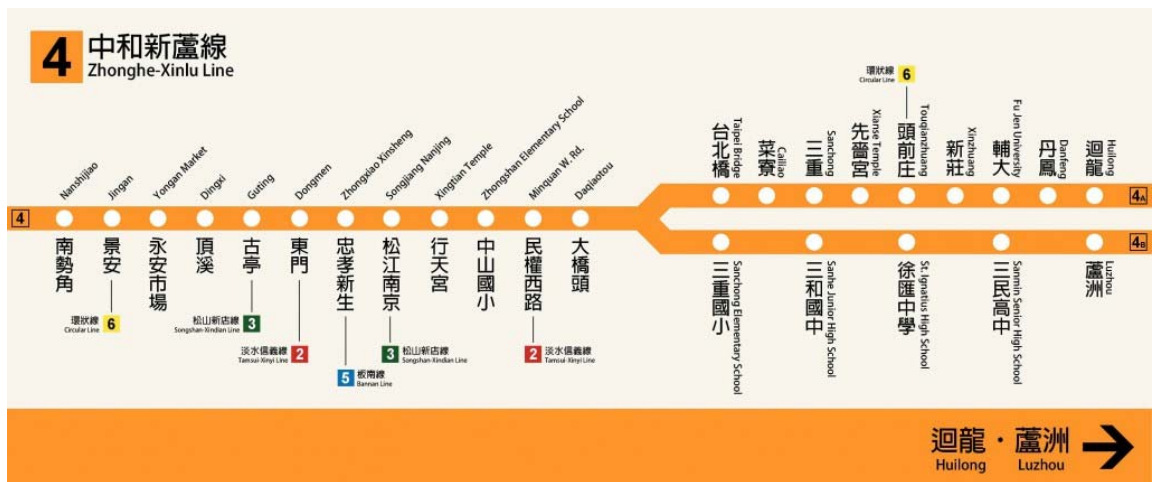 4
中和新蘆線
Zhonghe-Xinlu Line
4
Nanshijiao
南勢角
Jingan
景安
環狀線
Circular Line
6
Yongan Market
永安市場
Dingxi
頂溪
Guting
古亭
松山新店線
Songshan-Xindian Line
3
Dongmen
東門
淡水信義線
Tamsui-Xinyi Line
2
Zhongxiao Xinsheng
忠孝新生
5
板南線
Bannan Line
Songjiang Nanjing
松江南京
3
松山新店線
Songshan-Xindian Line
Xingtian Temple
行天宮
Zhongshan Elementary School
中山國小
Minquan W. Rd.
民權西路
2
淡水信義線
Tamsui-Xinyi Line
Daqiaotou
大橋頭
台北橋
Taipei Bridge
菜寮
Cailiao
三重
Sanchong
先嗇宮
Xianse Temple
環狀線
Circular Line
6
頭前庄
Touqianzhuang
新莊
Xinzhuang
輔大
Fu Jen University
丹鳳
Danfeng
迴龍
Huilong
4A
三重國小
Sanchong Elementary School
三和國中
Sanhe Junior High School
徐匯中學
St. Ignatius High School
三民高中
Sanmin Senior High School
蘆洲
Luzhou
4B
迴龍・蘆洲
Huilong Luzhou